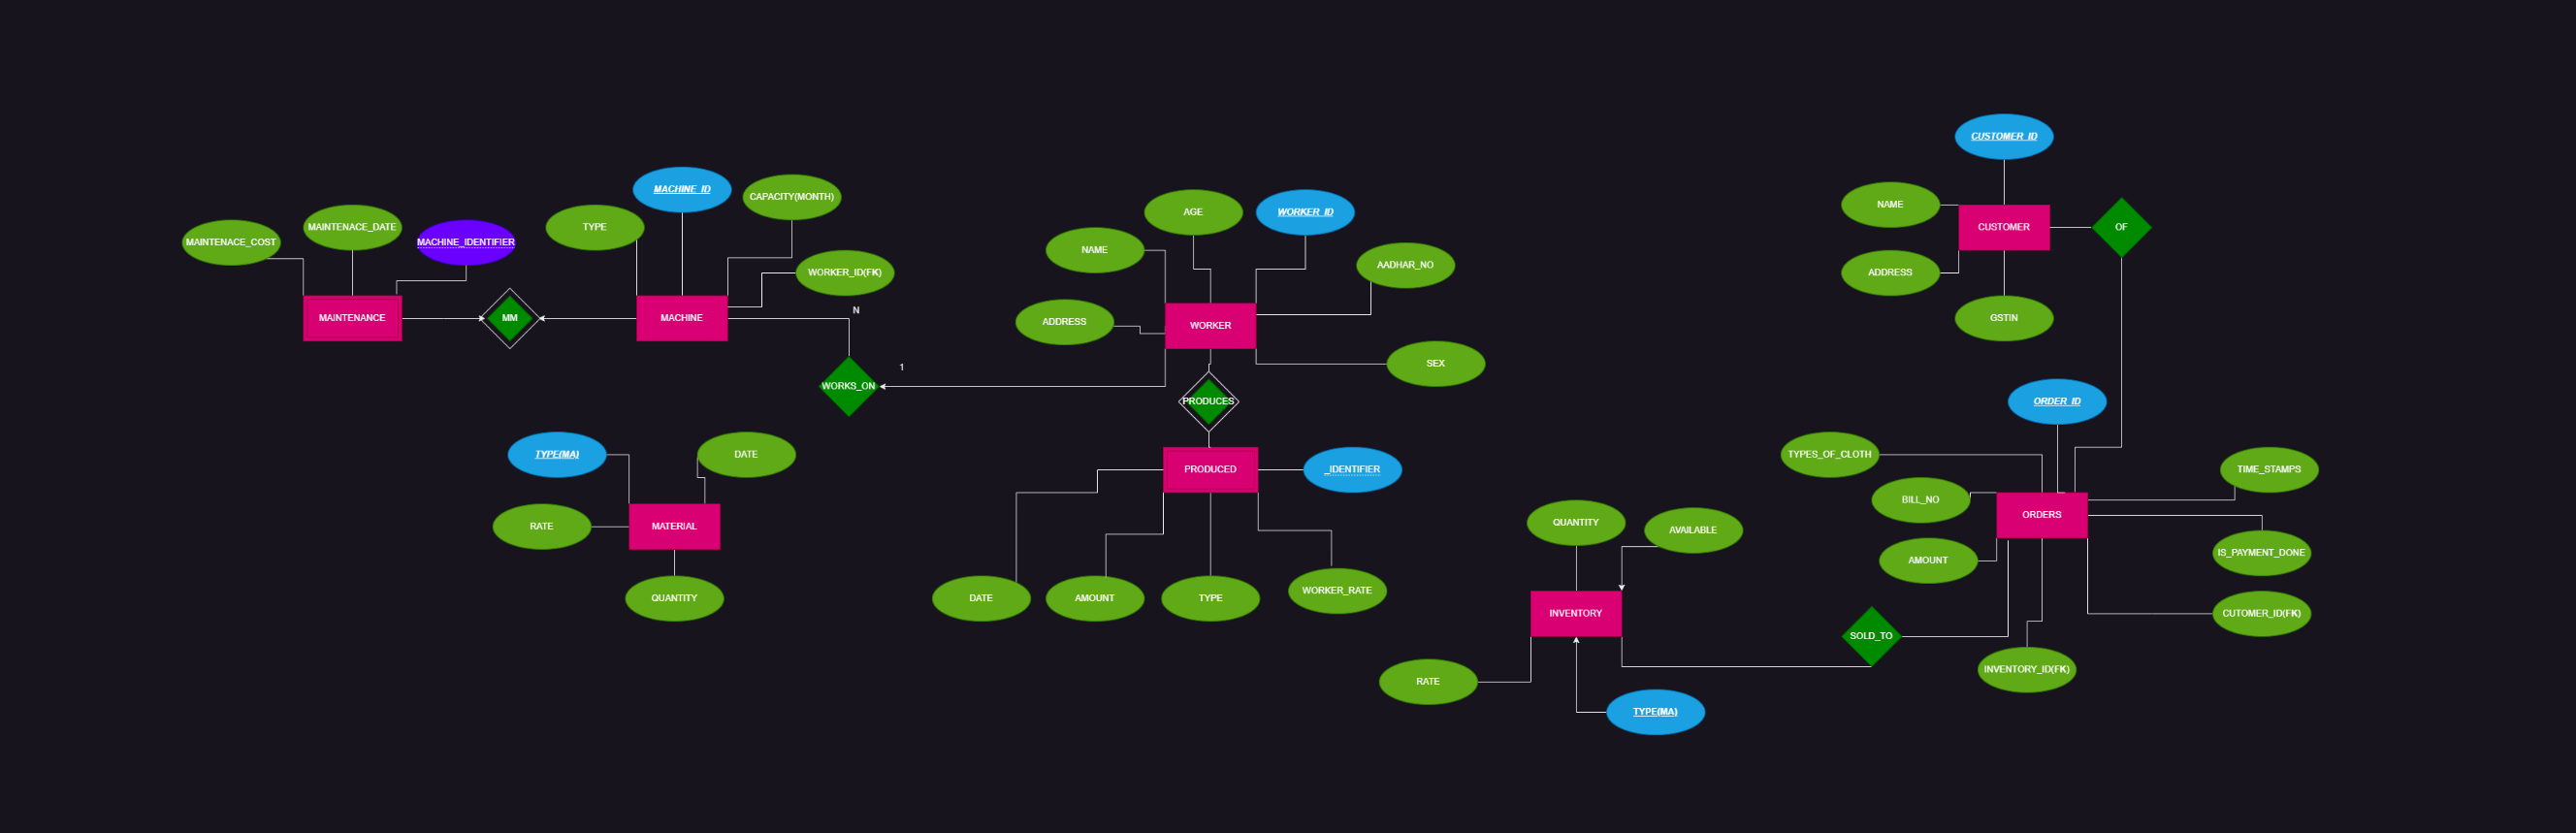 CUSTOMER_ID
MACHINE_ID
CAPACITY(MONTH)
NAME
AGE
WORKER_ID
MAINTENACE_COST
MAINTENACE_DATE
MACHINE_IDENTIFIER
TYPE
CUSTOMER
OF
NAME
AADHAR_NO
WORKER_ID(FK)
ADDRESS
N
MAINTENANCE
MM
MACHINE
ADDRESS
WORKER
GSTIN
1
SEX
WORKS_ON
PRODUCES
ORDER_ID
TYPE(MA)
DATE
TYPES_OF_CLOTH
PRODUCED
_IDENTIFIER
TIME_STAMPS
BILL_NO
RATE
MATERIAL
QUANTITY
AVAILABLE
ORDERS
IS_PAYMENT_DONE
AMOUNT
QUANTITY
DATE
AMOUNT
TYPE
WORKER_RATE
INVENTORY
CUTOMER_ID(FK)
SOLD_TO
INVENTORY_ID(FK)
RATE
TYPE(MA)